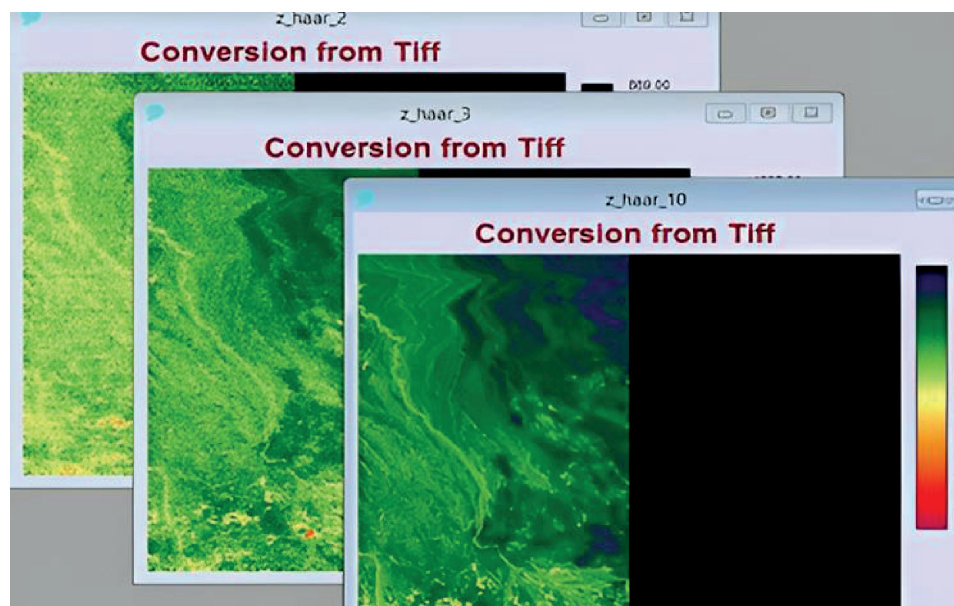 z_haar_2
Conversion from Tiff
z_haar_3
Conversion from Tiff
z_haar_10
Conversion from Tiff